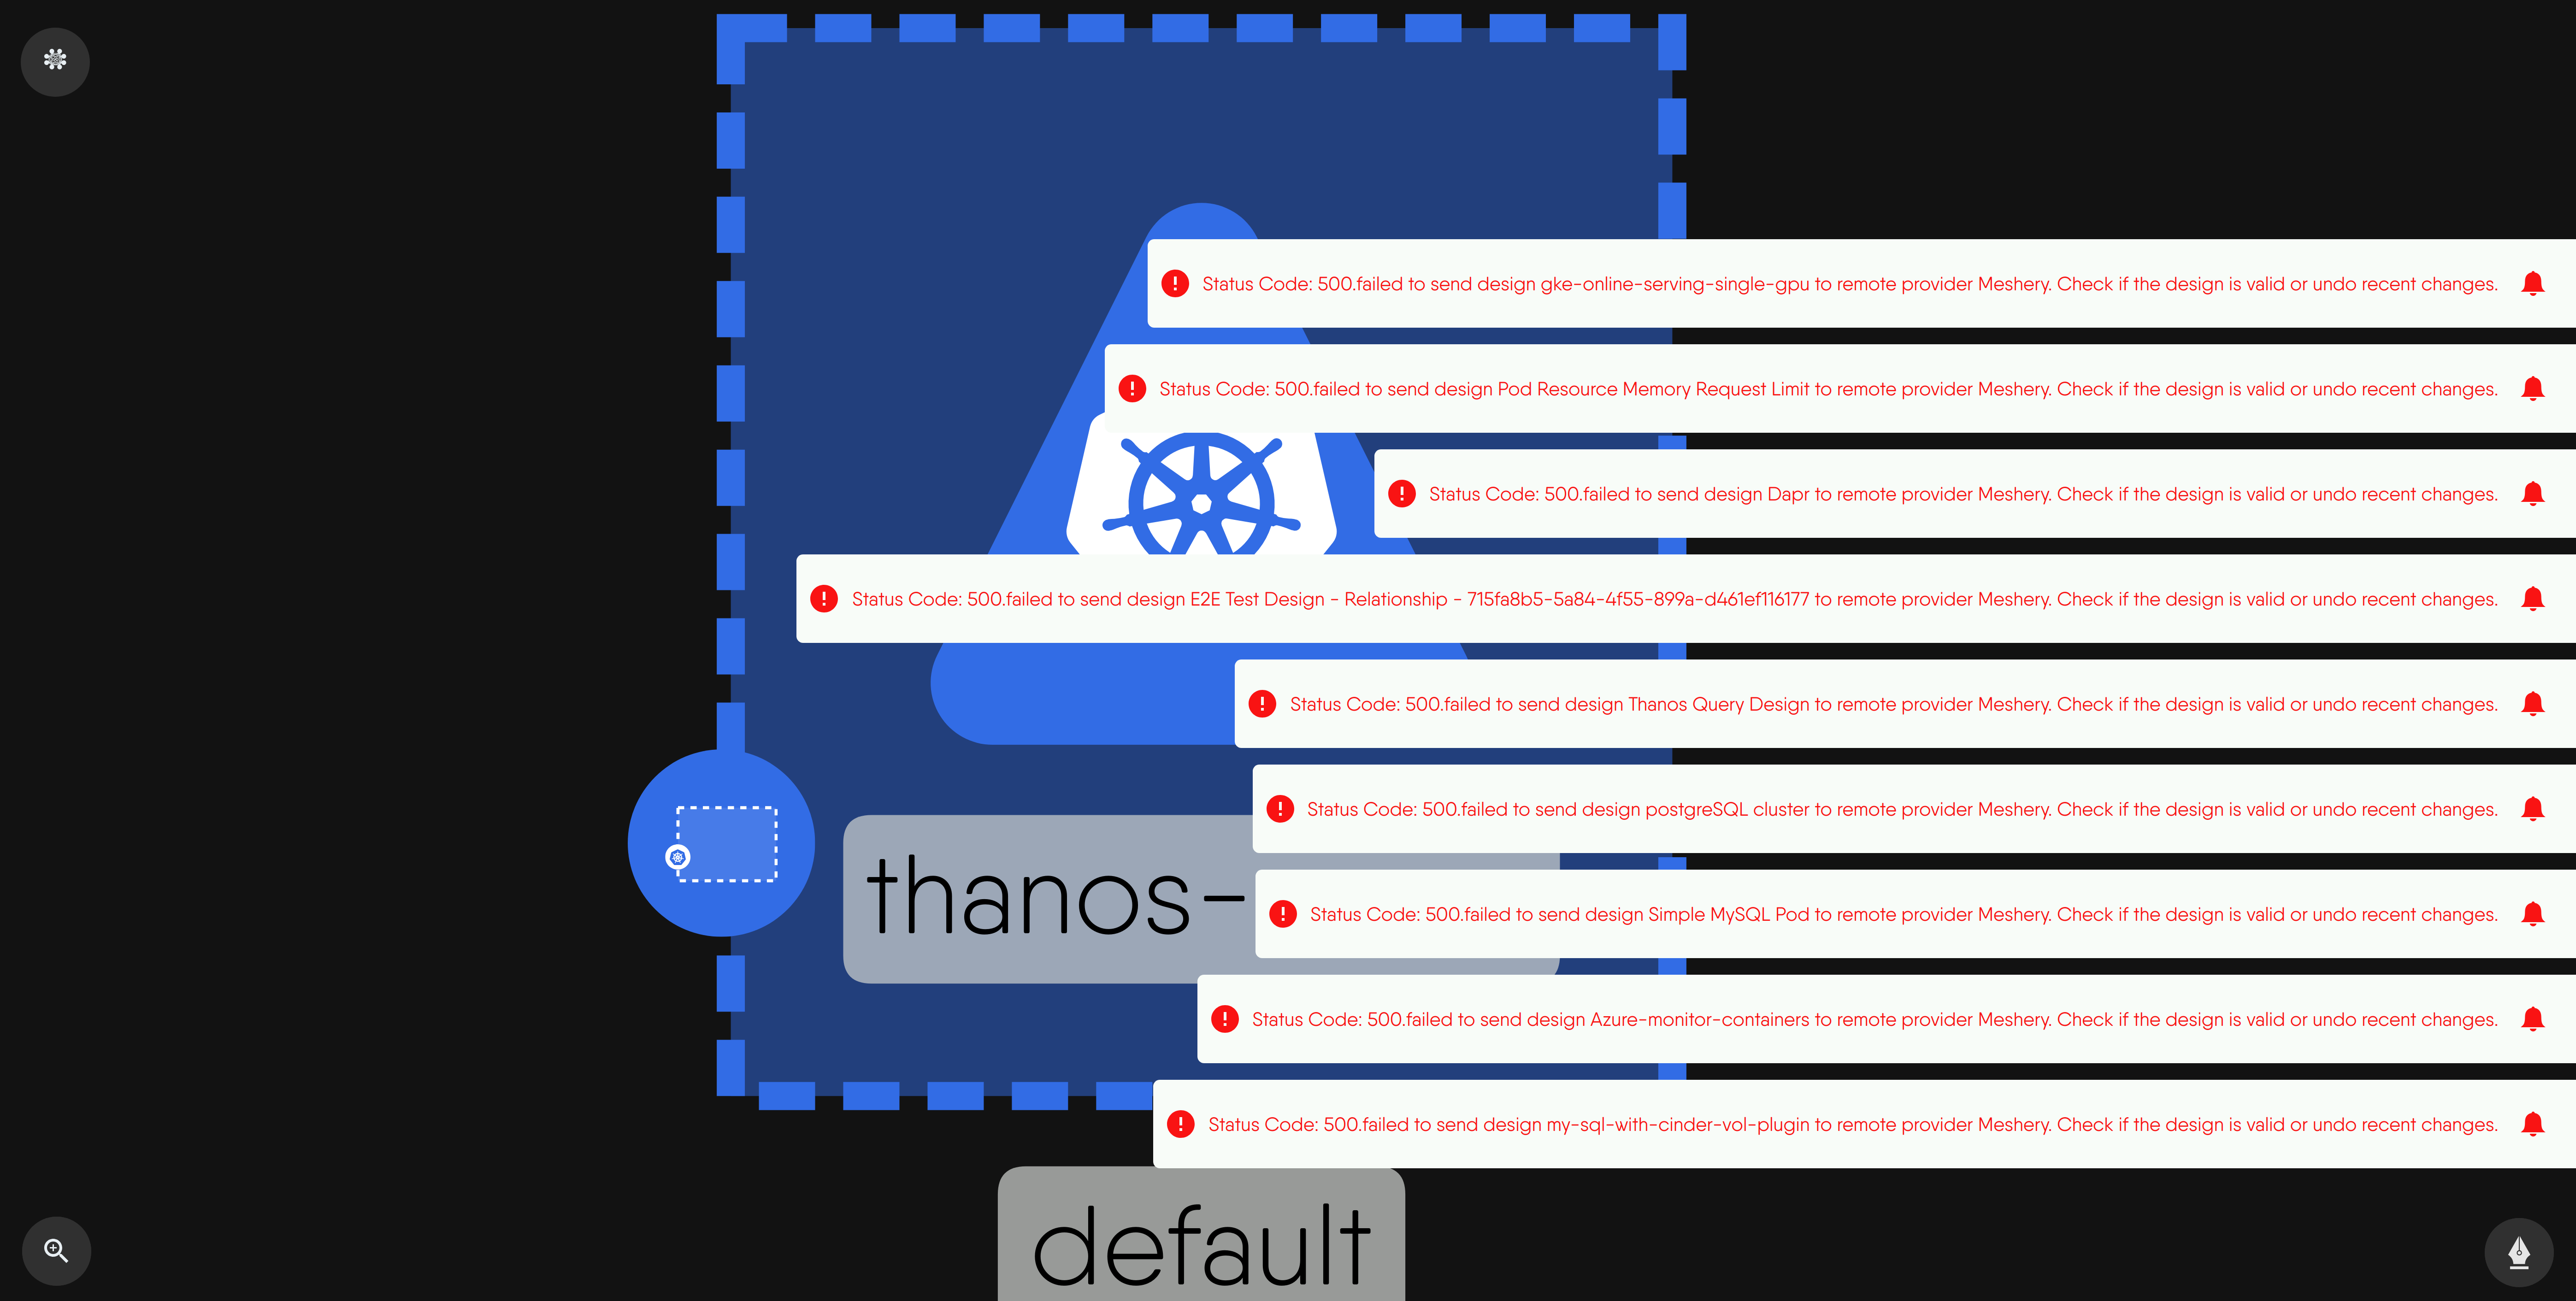 Status Code: 500.failed to send design gke-online-serving-single-gpu to remote provider Meshery. Check if the design is valid or undo recent changes.
Status Code: 500.failed to send design Pod Resource Memory Request Limit to remote provider Meshery. Check if the design is valid or undo recent changes.
Status Code: 500.failed to send design Dapr to remote provider Meshery. Check if the design is valid or undo recent changes.
Status Code: 500.failed to send design E2E Test Design - Relationship - 715fa8b5-5a84-4f55-899a-d461ef116177 to remote provider Meshery. Check if the design is valid or undo recent changes.
Status Code: 500.failed to send design Thanos Query Design to remote provider Meshery. Check if the design is valid or undo recent changes.
Status Code: 500.failed to send design postgreSQL cluster to remote provider Meshery. Check if the design is valid or undo recent changes.
thanos-
Status Code: 500.failed to send design Simple MySQL Pod to remote provider Meshery. Check if the design is valid or undo recent changes.
Status Code: 500.failed to send design Azure-monitor-containers to remote provider Meshery. Check if the design is valid or undo recent changes.
Status Code: 500.failed to send design my-sql-with-cinder-vol-plugin to remote provider Meshery. Check if the design is valid or undo recent changes.
default